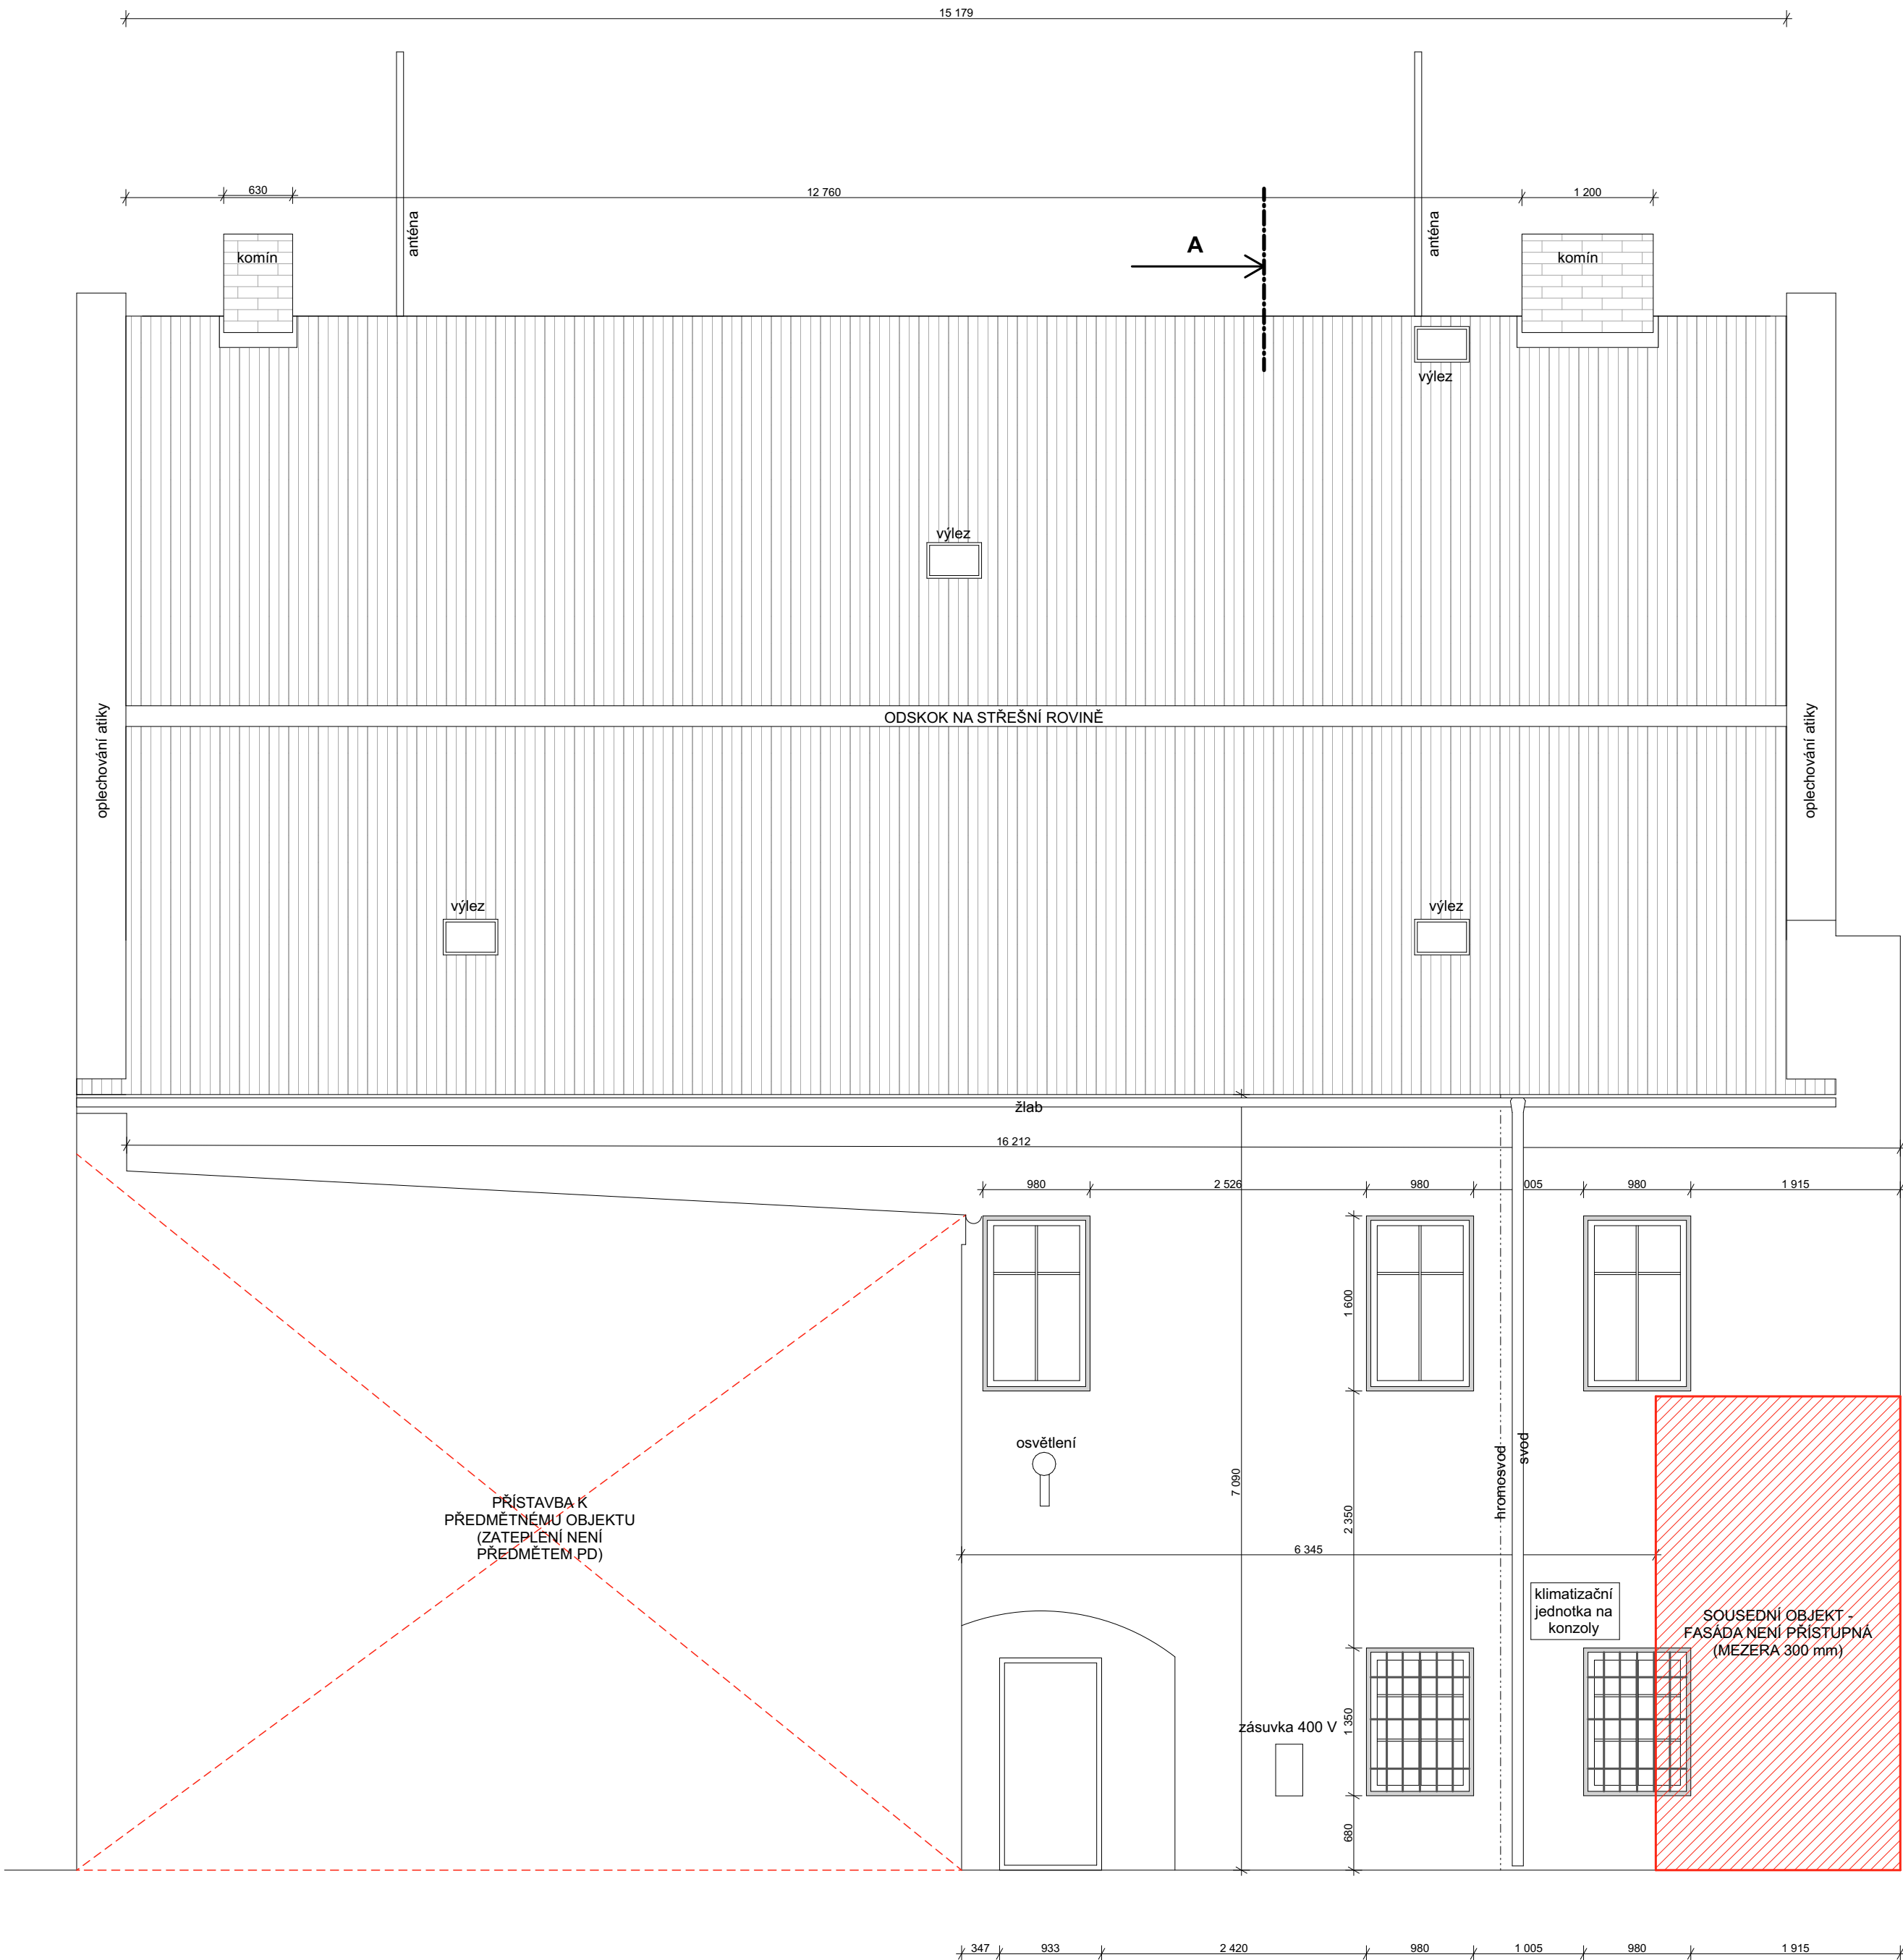 15 179
630
12 760
1 200
anténa
anténa
A
komín
komín
výlez
výlez
oplechování atiky
ODSKOK NA STŘEŠNÍ ROVINĚ
oplechování atiky
výlez
výlez
žlab
16 212
980
2 526
980
005
980
1 915
1 600
osvětlení
hromosvod
svod
7 090
2 350
PŘÍSTAVBA K
PŘEDMĚTNÉMU OBJEKTU
(ZATEPLENÍ NENÍ
PŘEDMĚTEM PD)
6 345
klimatizační
jednotka na
konzoly
SOUSEDNÍ OBJEKT -
FASÁDA NENÍ PŘÍSTUPNÁ
(MEZERA 300 mm)
zásuvka 400 V
1 350
680
347
933
2 420
980
1 005
980
1 915